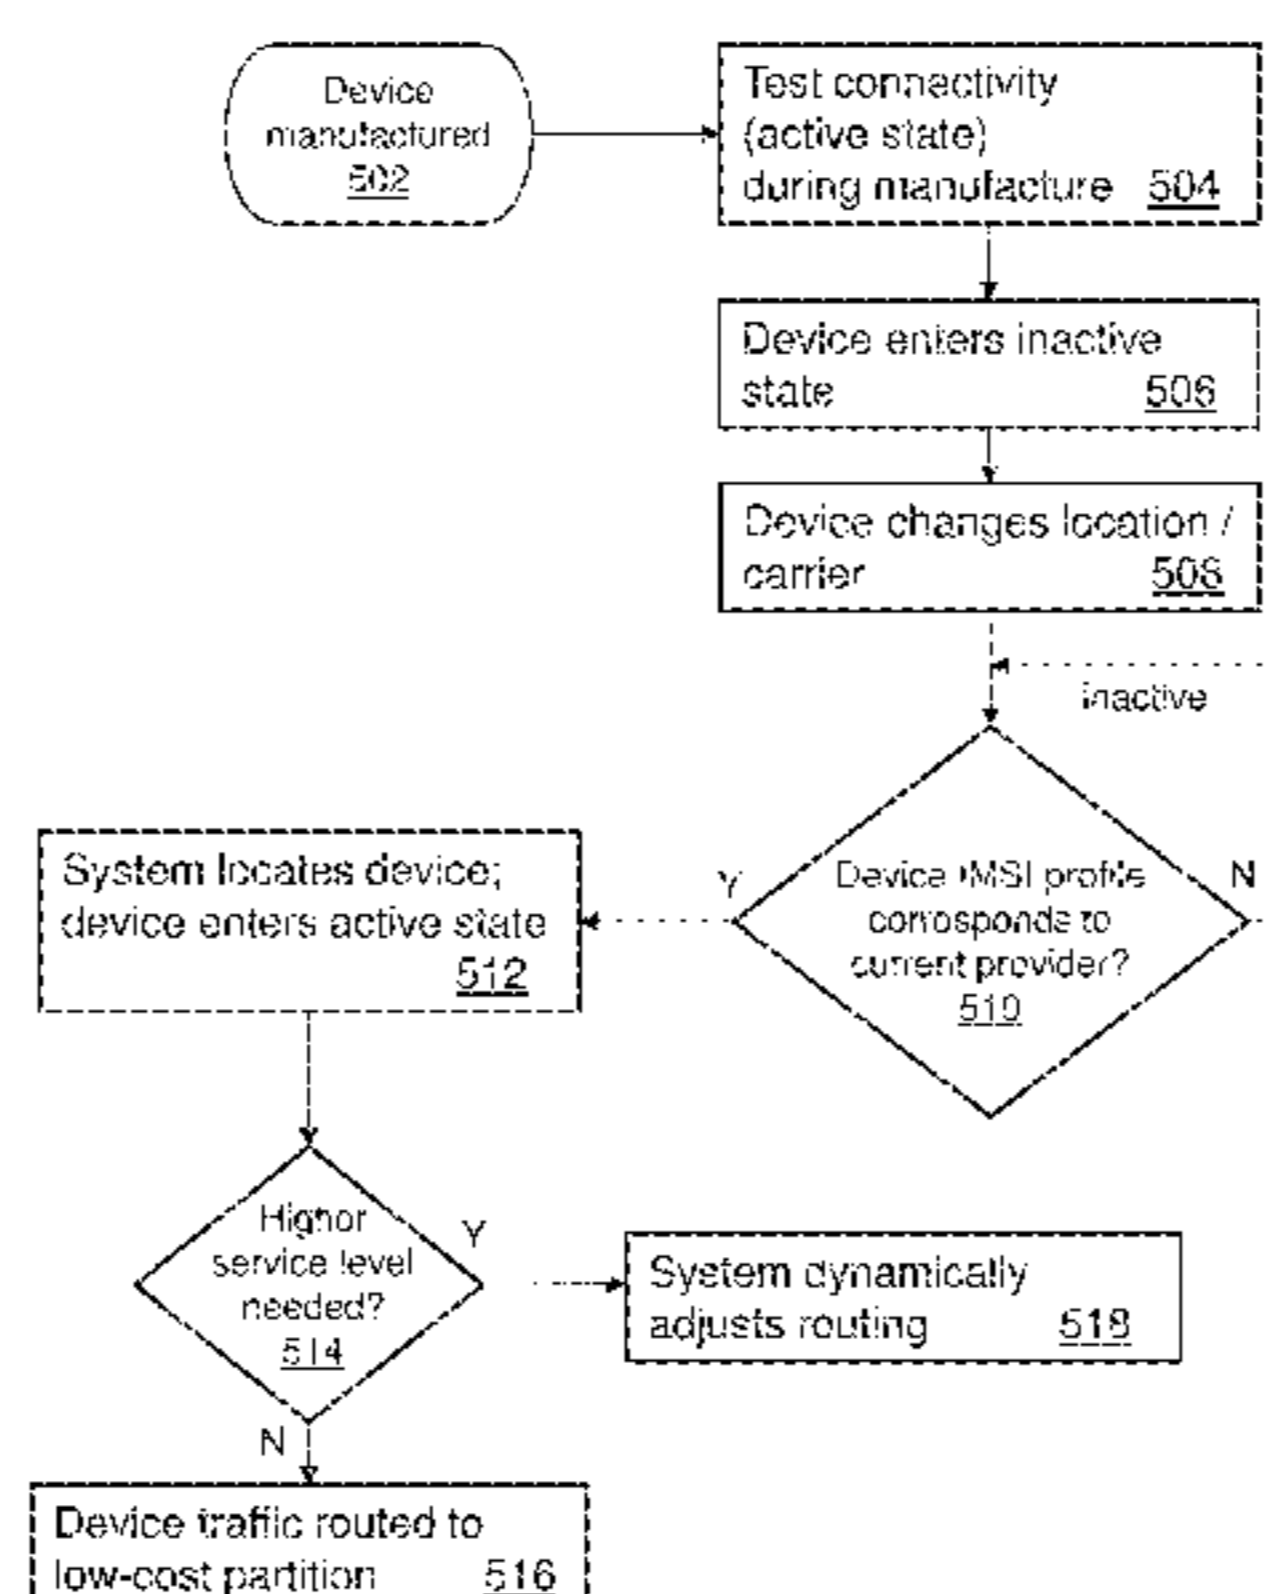 Device
manufactured
502
Test connectivity
(active state)
during manufacture 504
Device enters inactive
state 506
Device changes location /
carrier 508
inactive
Device IMSI profile
corresponds to
current provider?
510
Y
N
System locates device;
device enters active state
512
Higher
service level
needed?
514
Y
N
System dynamically
adjusts routing 518
Device traffic routed to
low-cost partition 516